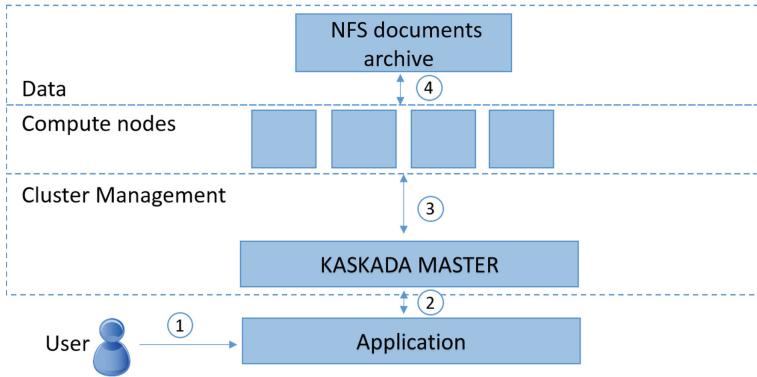 NFS documents
archive
4
Data
Compute nodes
Cluster Management
3
KASKADA MASTER
2
1
User
Application